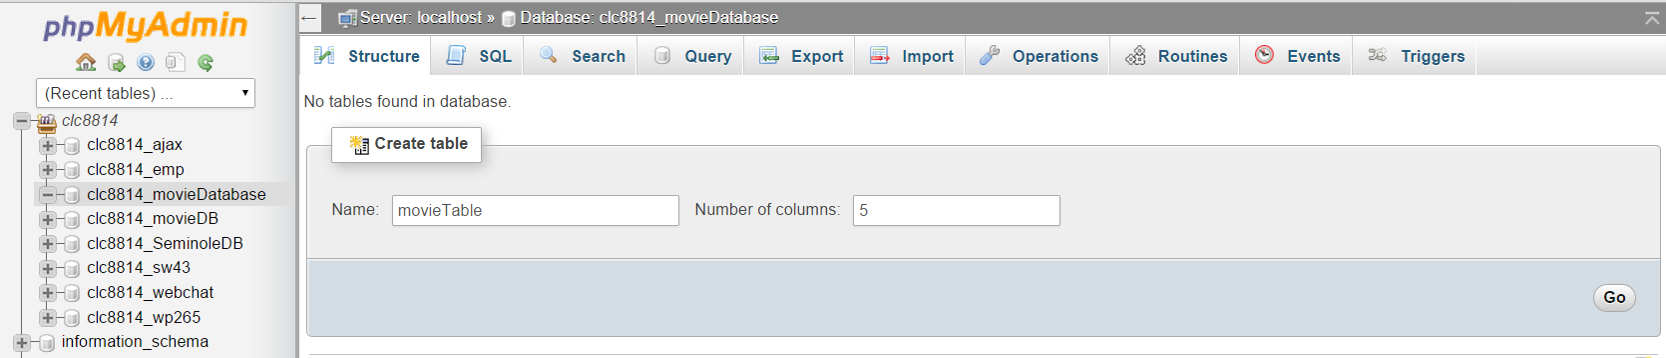 phpMyAdmin
(Recent tables) ...
clc8814
clc8814_ajax
clc8814_emp
clc8814_movieDatabase
clc8814_movieDB
clc8814_SeminoleDB
clc8814_sw43
clc8814_webchat
clc8814_wp265
information_schema
Server: localhost » Database: clc8814_movieDatabase
Structure SQL Search Query Export Import Operations Routines Events Triggers
No tables found in database.
Create table
Name: movieTable Number of columns: 5
Go